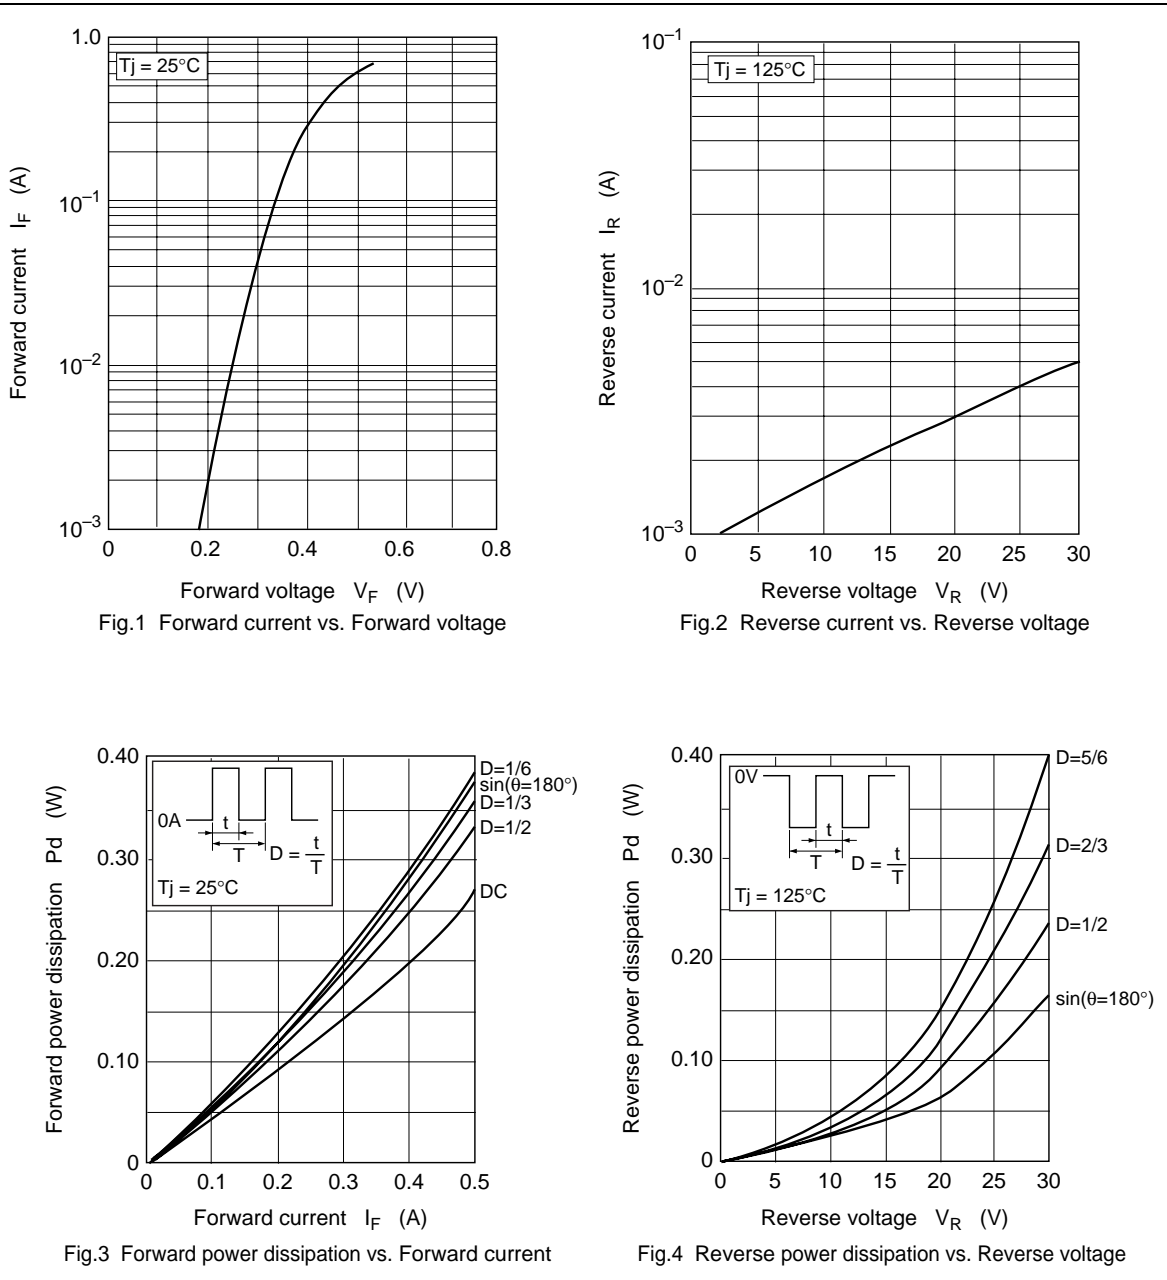 1.0
Tj = 25°C
10–1
10–2
10–3
0
0.2
0.4
0.6
0.8
Forward current IF (A)
Forward voltage VF (V)
Fig.1 Forward current vs. Forward voltage
10–1
Tj = 125°C
10–2
10–3
0
5
10
15
20
25
30
Reverse current IR (A)
Reverse voltage VR (V)
Fig.2 Reverse current vs. Reverse voltage
0.40
0.30
0.20
0.10
0
0
0.1
0.2
0.3
0.4
0.5
0A
t
T
D = t/T
Tj = 25°C
D=1/6
sin(θ=180°)
D=1/3
D=1/2
DC
Forward power dissipation Pd (W)
Forward current IF (A)
Fig.3 Forward power dissipation vs. Forward current
0.40
0.30
0.20
0.10
0
0
5
10
15
20
25
30
0V
t
T
D = t/T
Tj = 125°C
D=5/6
D=2/3
D=1/2
sin(θ=180°)
Reverse power dissipation Pd (W)
Reverse voltage VR (V)
Fig.4 Reverse power dissipation vs. Reverse voltage